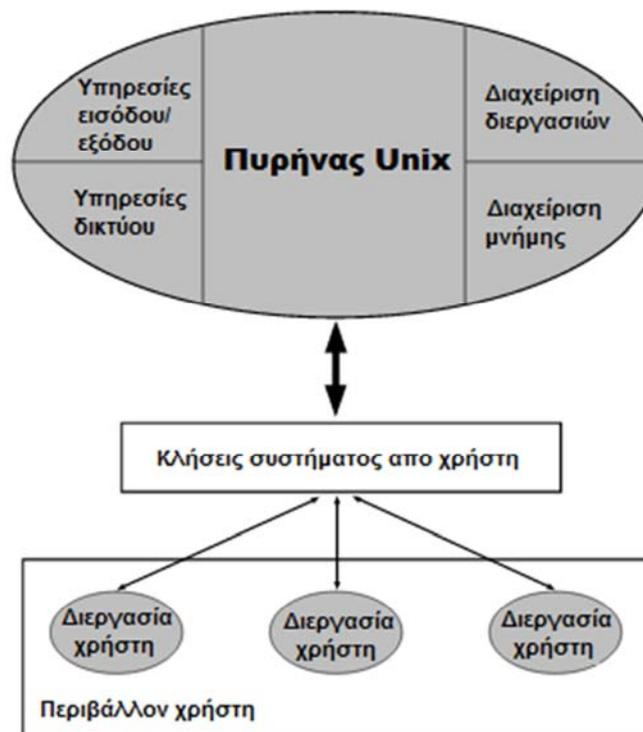 Υπηρεσίες
εισόδου/
εξόδου
Υπηρεσίες
δικτύου
Πυρήνας Unix
Διαχείριση
διεργασιών
Διαχείριση
μνήμης
Κλήσεις συστήματος απο χρήστη
Διεργασία
χρήστη
Διεργασία
χρήστη
Διεργασία
χρήστη
Περιβάλλον χρήστη